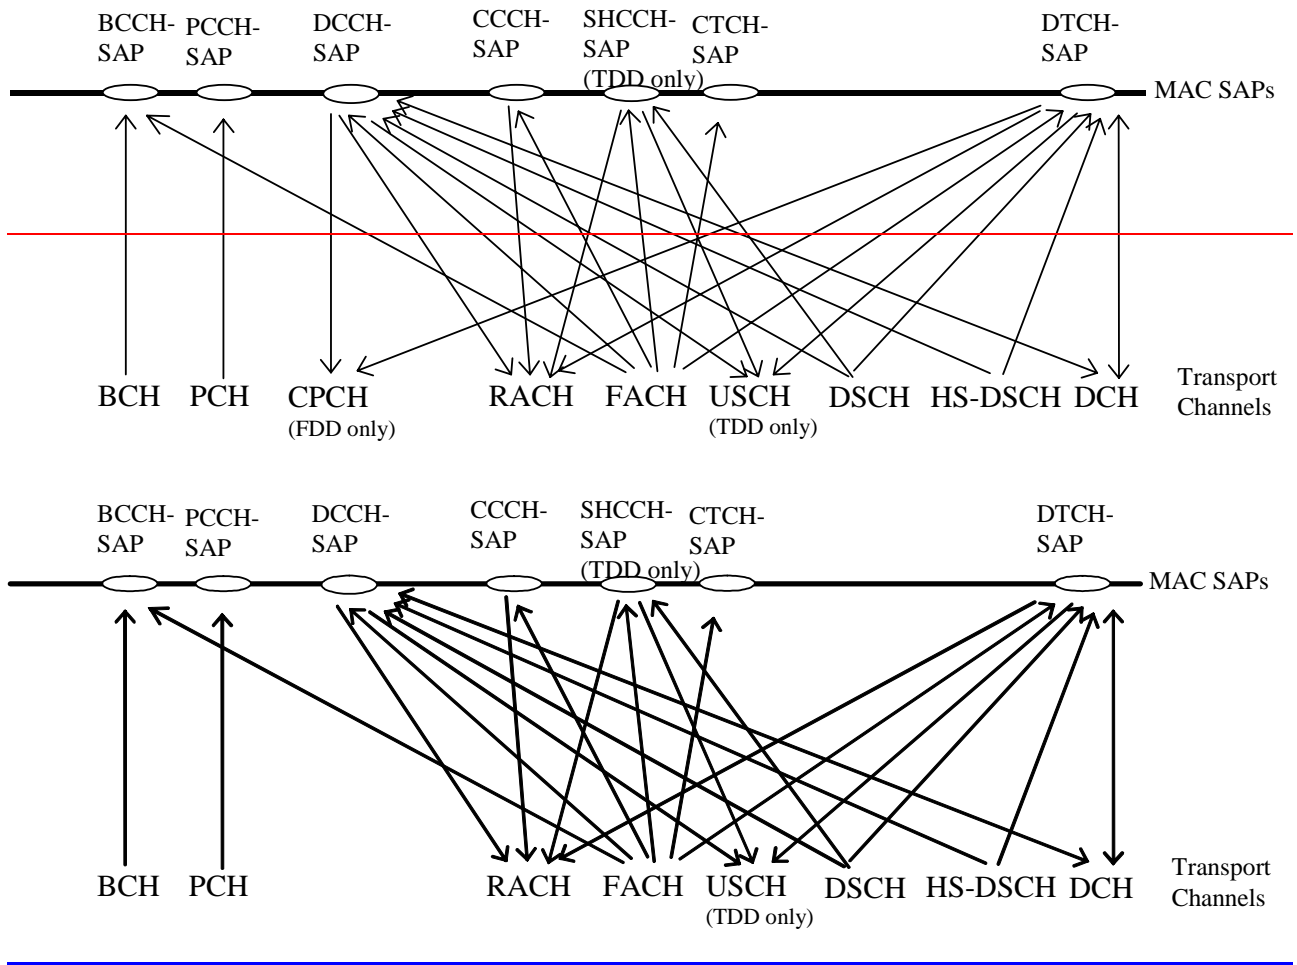 BCCH-
SAP
PCCH-
SAP
DCCH-
SAP
CCCH-
SAP
SHCCH-
SAP
(TDD only)
CTCH-
SAP
DTCH-
SAP
MAC SAPs
BCH
PCH
CPCH
(FDD only)
RACH
FACH
USCH
(TDD only)
DSCH
HS-DSCH
DCH
Transport
Channels
BCCH-
SAP
PCCH-
SAP
DCCH-
SAP
CCCH-
SAP
SHCCH-
SAP
(TDD only)
CTCH-
SAP
DTCH-
SAP
MAC SAPs
BCH
PCH
RACH
FACH
USCH
(TDD only)
DSCH
HS-DSCH
DCH
Transport
Channels